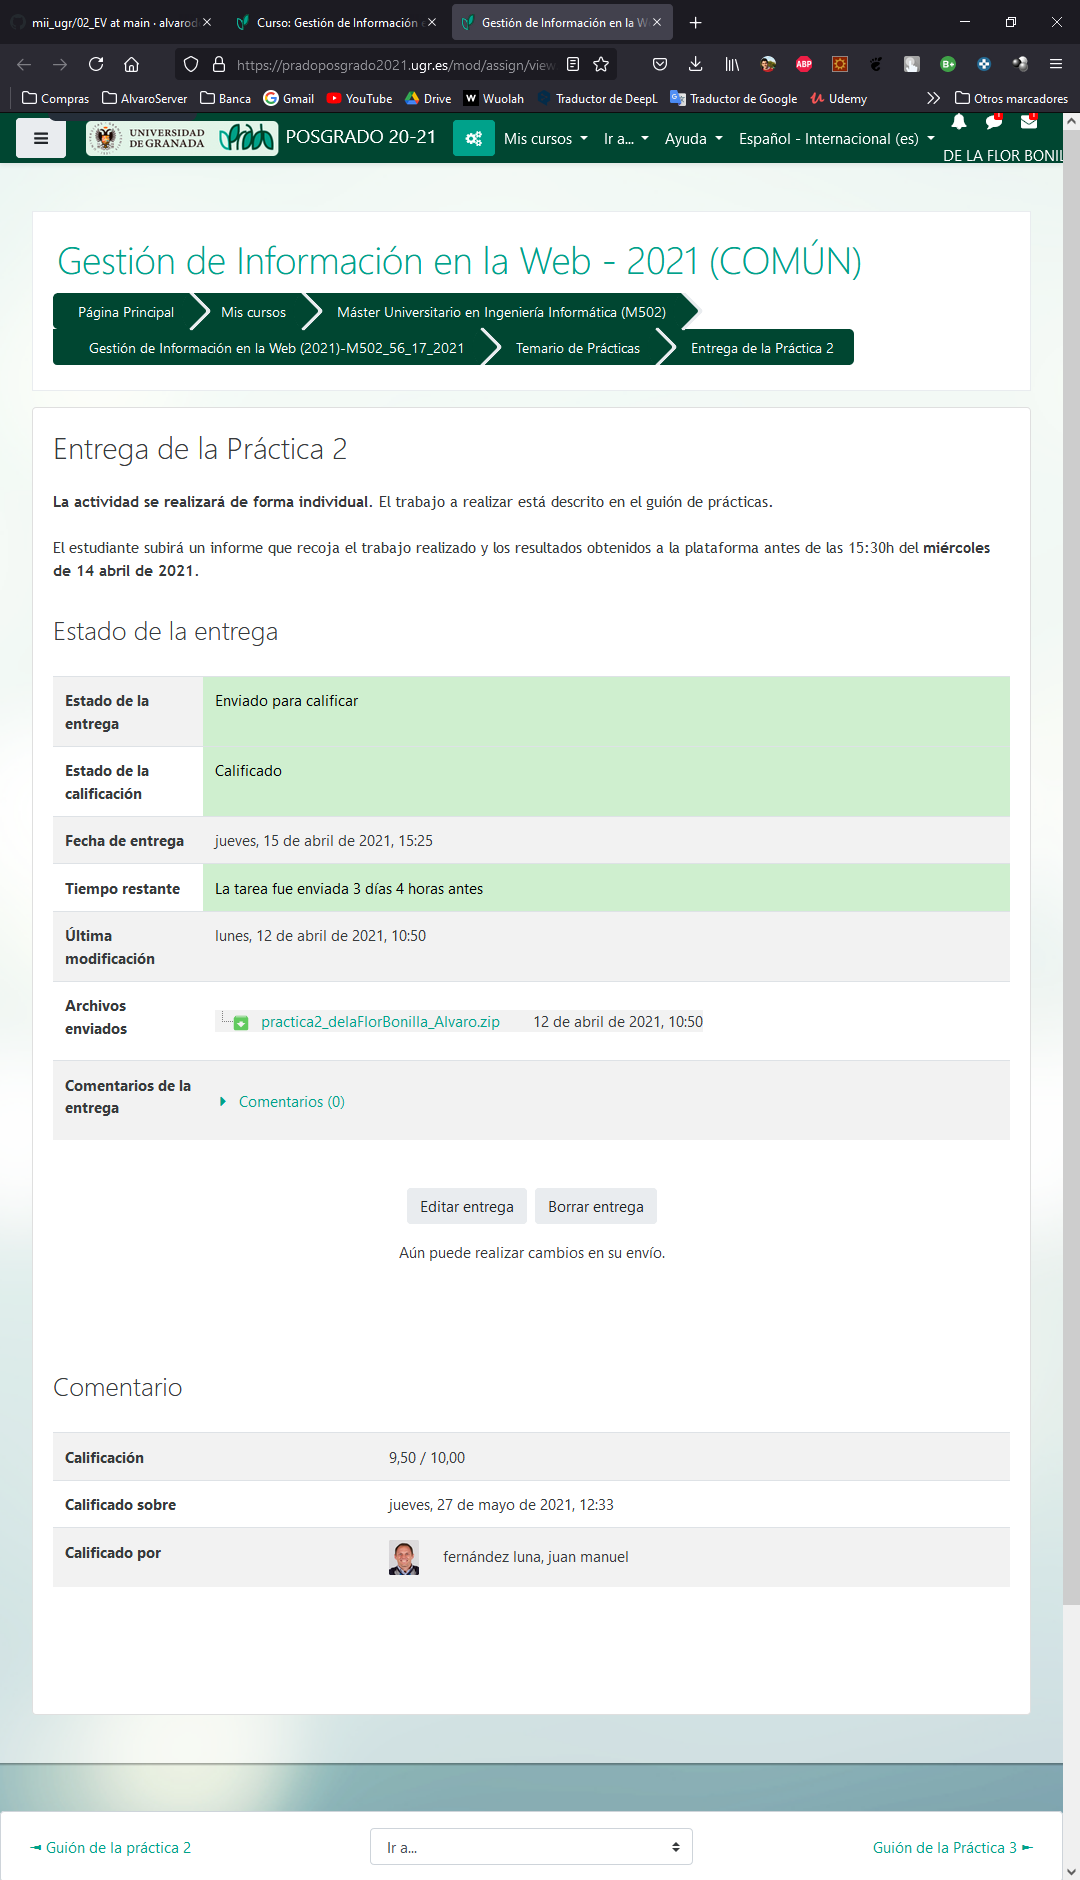 mii_ugr/02_EV at main · alvarod
Curso: Gestión de Información e
Gestión de Información en la W
https://pradoposgrado2021.ugr.es/mod/assign/view
Compras AlvaroServer Banca Gmail YouTube Drive Wuolah Traductor de DeepL Traductor de Google Udemy Otros marcadores
UNIVERSIDAD
DE GRANADA
POSGRADO 20-21 Mis cursos Ir a... Ayuda Español - Internacional (es)
DE LA FLOR BONIL
Gestión de Información en la Web - 2021 (COMÚN)
Página Principal Mis cursos Máster Universitario en Ingeniería Informática (M502)
Gestión de Información en la Web (2021)-M502_56_17_2021 Temario de Prácticas Entrega de la Práctica 2
Entrega de la Práctica 2
La actividad se realizará de forma individual. El trabajo a realizar está descrito en el guión de prácticas.
El estudiante subirá un informe que recoja el trabajo realizado y los resultados obtenidos a la plataforma antes de las 15:30h del miércoles
de 14 abril de 2021.
Estado de la entrega
Estado de la
entrega
Enviado para calificar
Estado de la
calificación
Calificado
Fecha de entrega jueves, 15 de abril de 2021, 15:25
Tiempo restante La tarea fue enviada 3 días 4 horas antes
Última
modificación
lunes, 12 de abril de 2021, 10:50
Archivos
enviados
practica2_delaFlorBonilla_Alvaro.zip 12 de abril de 2021, 10:50
Comentarios de la
entrega
Comentarios (0)
Editar entrega Borrar entrega
Aún puede realizar cambios en su envío.
Comentario
Calificación 9,50 / 10,00
Calificado sobre jueves, 27 de mayo de 2021, 12:33
Calificado por fernández luna, juan manuel
◄ Guión de la práctica 2 Ir a... Guión de la Práctica 3 ►